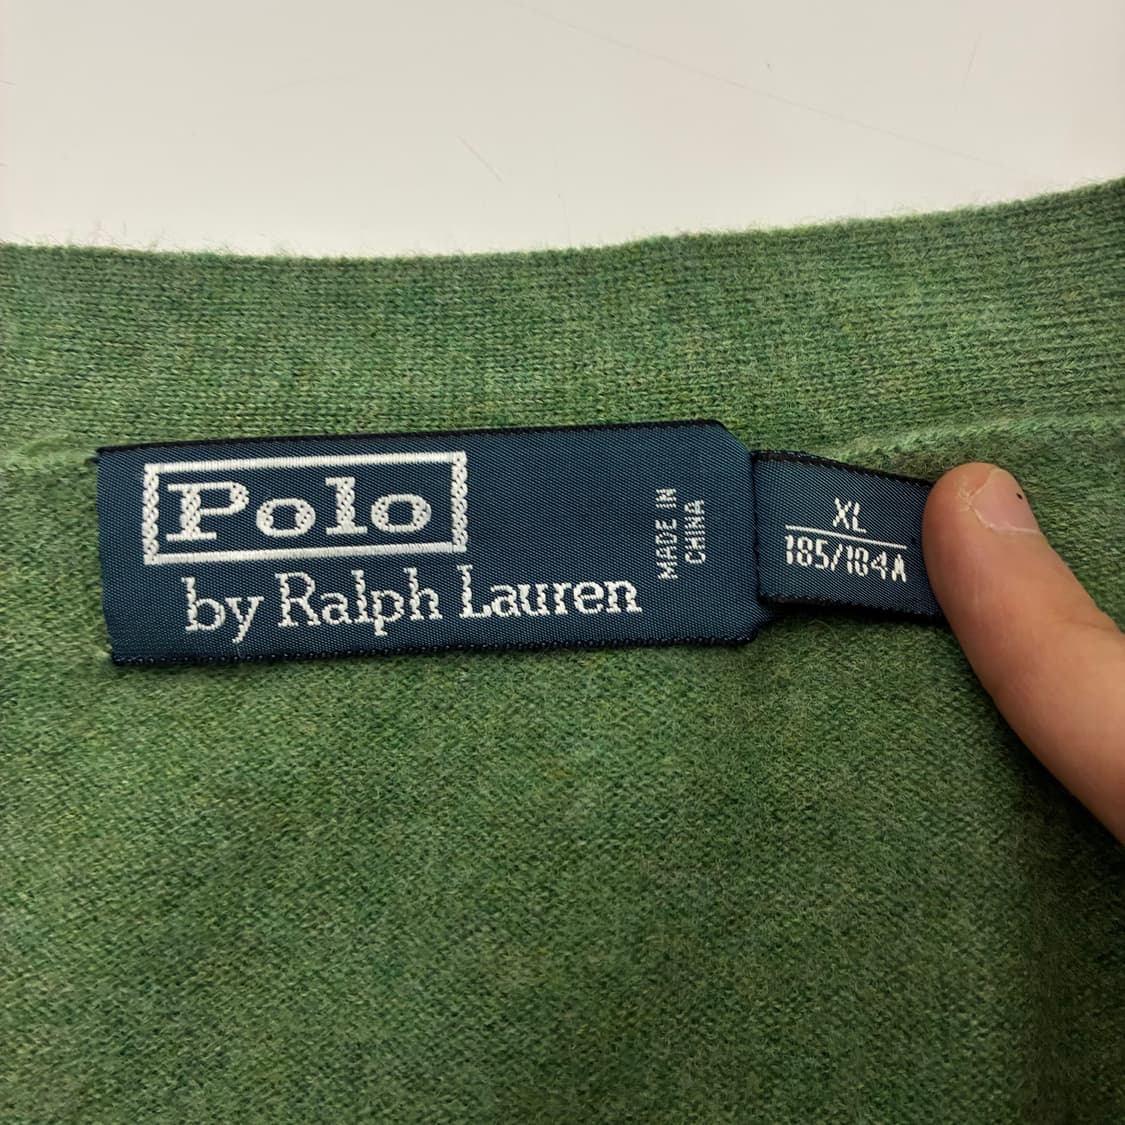 Polo
by Ralph Lauren
MADE IN
CHINA
XL
185/104A